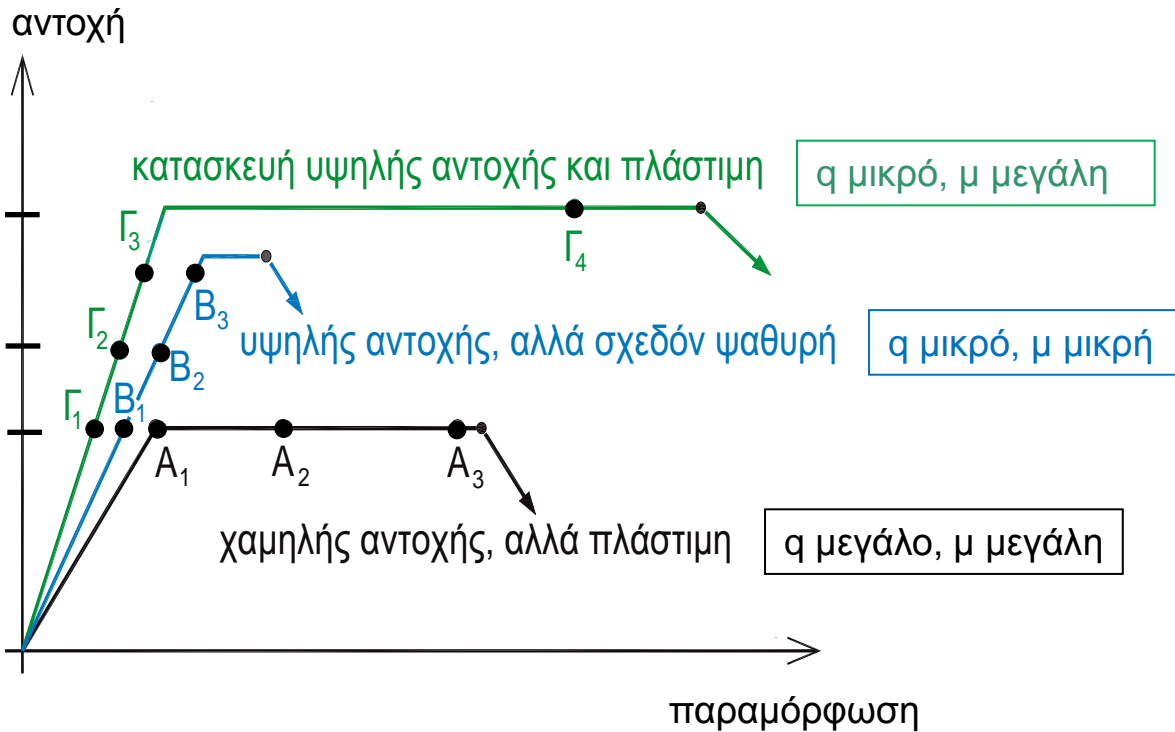 αντοχή
κατασκευή υψηλής αντοχής και πλάστιμη
q μικρό, μ μεγάλη
Γ3
Γ4
Β3
Γ2
υψηλής αντοχής, αλλά σχεδόν ψαθυρή
q μικρό, μ μικρή
Β2
Γ1
Β1
Α1
Α2
Α3
χαμηλής αντοχής, αλλά πλάστιμη
q μεγάλο, μ μεγάλη
παραμόρφωση